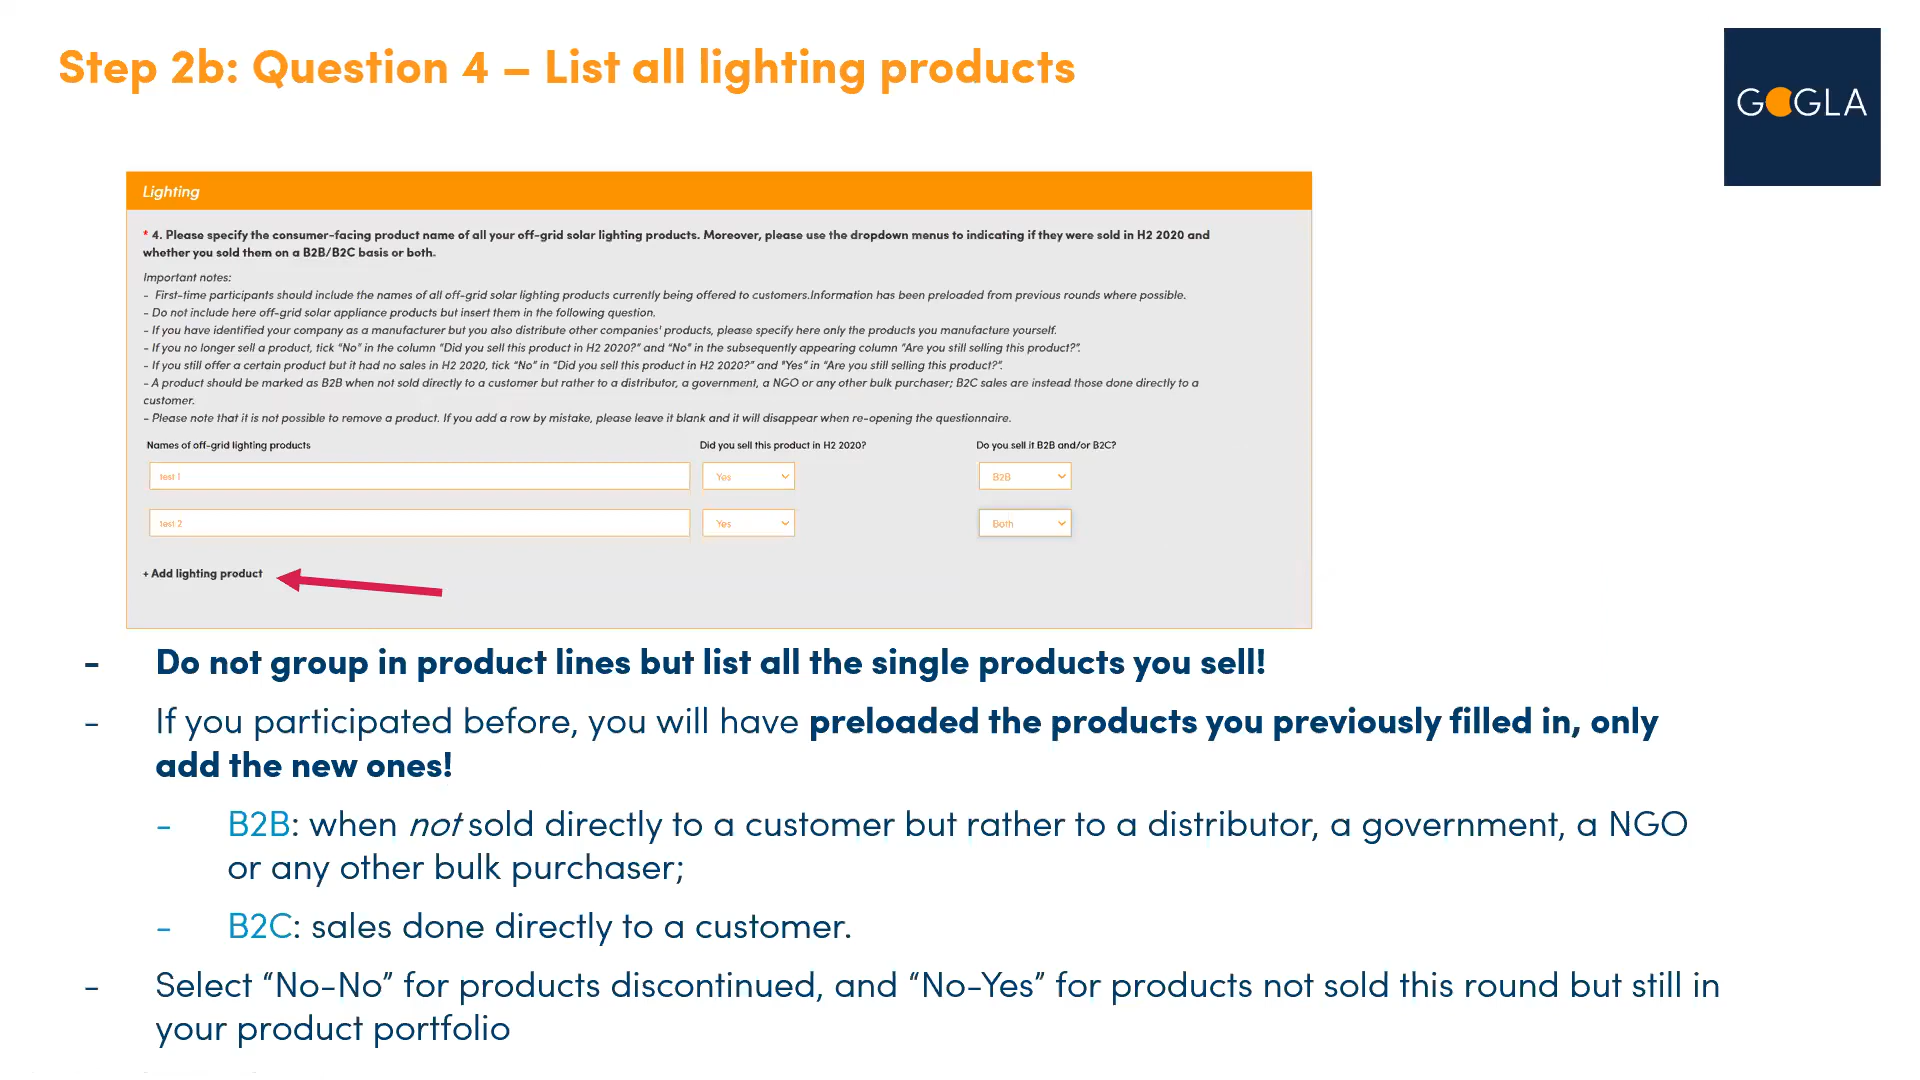 Step 2b: Question 4 – List all lighting products
GOGLA
Lighting
* 4. Please specify the consumer-facing product name of all your off-grid solar lighting products. Moreover, please use the dropdown menus to indicating if they were sold in H2 2020 and
whether you sold them on a B2B/B2C basis or both.
Important notes:
- First-time participants should include the names of all off-grid solar lighting products currently being offered to customers.Information has been preloaded from previous rounds where possible.
- Do not include here off-grid solar appliance products but insert them in the following question.
- If you have identified your company as a manufacturer but you also distribute other companies' products, please specify here only the products you manufacture yourself.
- If you no longer sell a product, tick “No” in the column “Did you sell this product in H2 2020?” and “No” in the subsequently appearing column “Are you still selling this product?”.
- If you still offer a certain product but it had no sales in H2 2020, tick “No” in “Did you sell this product in H2 2020?” and “Yes” in “Are you still selling this product?”.
- A product should be marked as B2B when not sold directly to a customer but rather to a distributor, a government, a NGO or any other bulk purchaser; B2C sales are instead those done directly to a
customer.
- Please note that it is not possible to remove a product. If you add a row by mistake, please leave it blank and it will disappear when re-opening the questionnaire.
Names of off-grid lighting products Did you sell this product in H2 2020? Do you sell it B2B and/or B2C?
test 1 Yes B2B
test 2 Yes Both
+ Add lighting product
- Do not group in product lines but list all the single products you sell!
- If you participated before, you will have preloaded the products you previously filled in, only
add the new ones!
- B2B: when not sold directly to a customer but rather to a distributor, a government, a NGO
or any other bulk purchaser;
- B2C: sales done directly to a customer.
- Select “No-No” for products discontinued, and “No-Yes” for products not sold this round but still in
your product portfolio